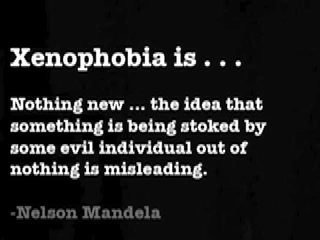 Xenophobia is . . .
Nothing new ... the idea that
something is being stoked by
some evil individual out of
nothing is misleading.
-Nelson Mandela